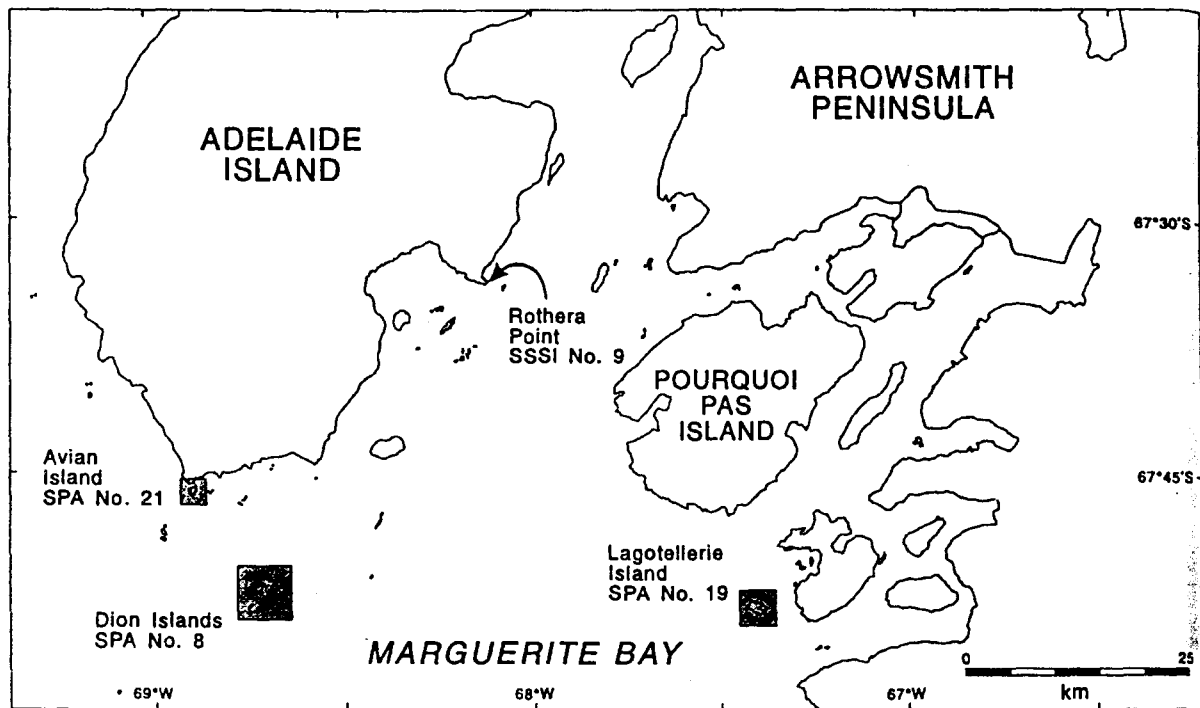 ADELAIDE
ISLAND
ARROWSMITH
PENINSULA
67°30'S
Rothera
Point
SSSI No. 9
POURQUOI
PAS
ISLAND
Avian
Island
SPA No. 21
67°45'S
Lagotellerie
Island
SPA No. 19
Dion Islands
SPA No. 8
MARGUERITE BAY
0 25
km
69°W 68°W 67°W